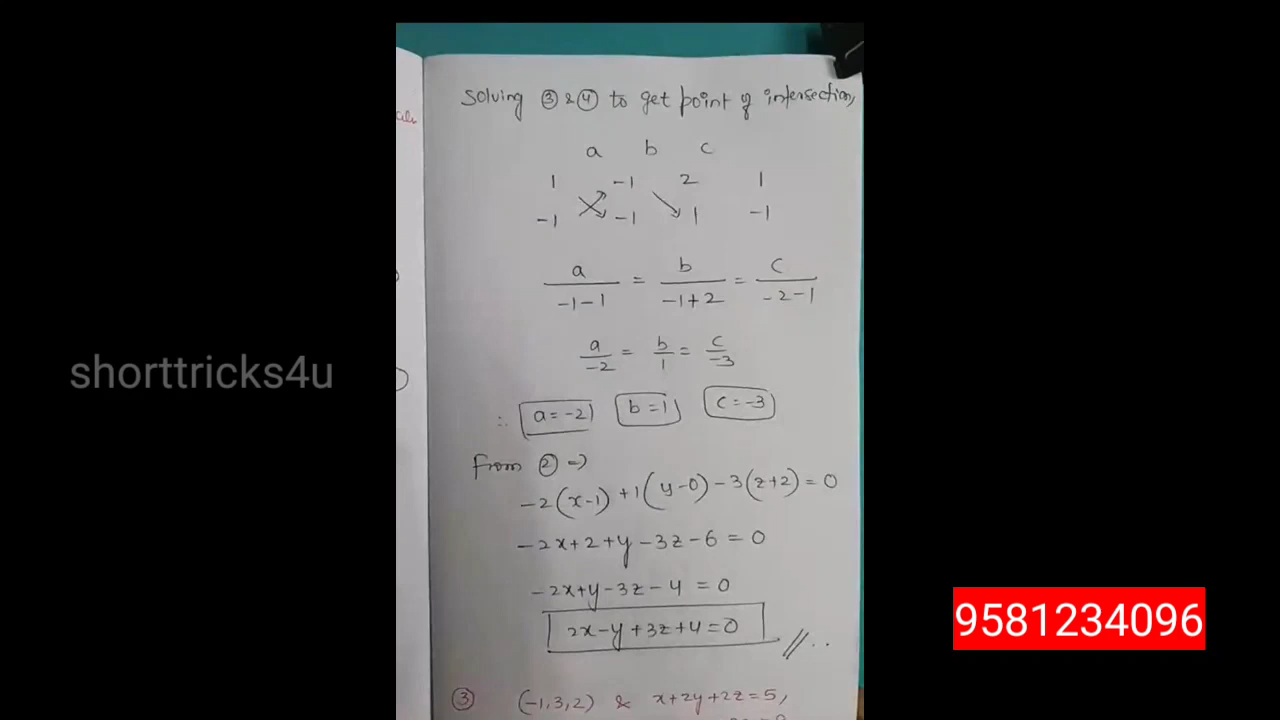 solving ③ & ④ to get point of intersection,
a b c
1 -1 2 1
-1 -1 1 -1
a/-1-1 = b/-1+2 = c/-2-1
a/-2 = b/1 = c/-3
∴ a=-2 b=1 c=-3
from ② ⇒
-2(x-1) +1(y-0) -3(z+2) = 0
-2x+2+y-3z-6 = 0
-2x+y-3z-4 = 0
2x-y+3z+4=0 //..
③ (-1,3,2) & x+2y+2z=5,
shorttricks4u
9581234096